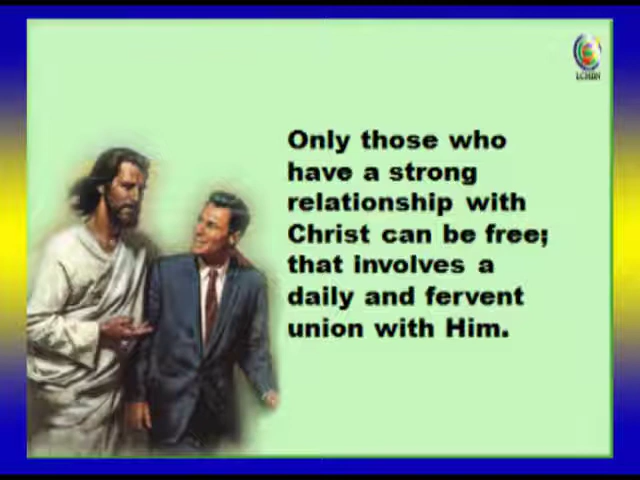 Only those who
have a strong
relationship with
Christ can be free;
that involves a
daily and fervent
union with Him.